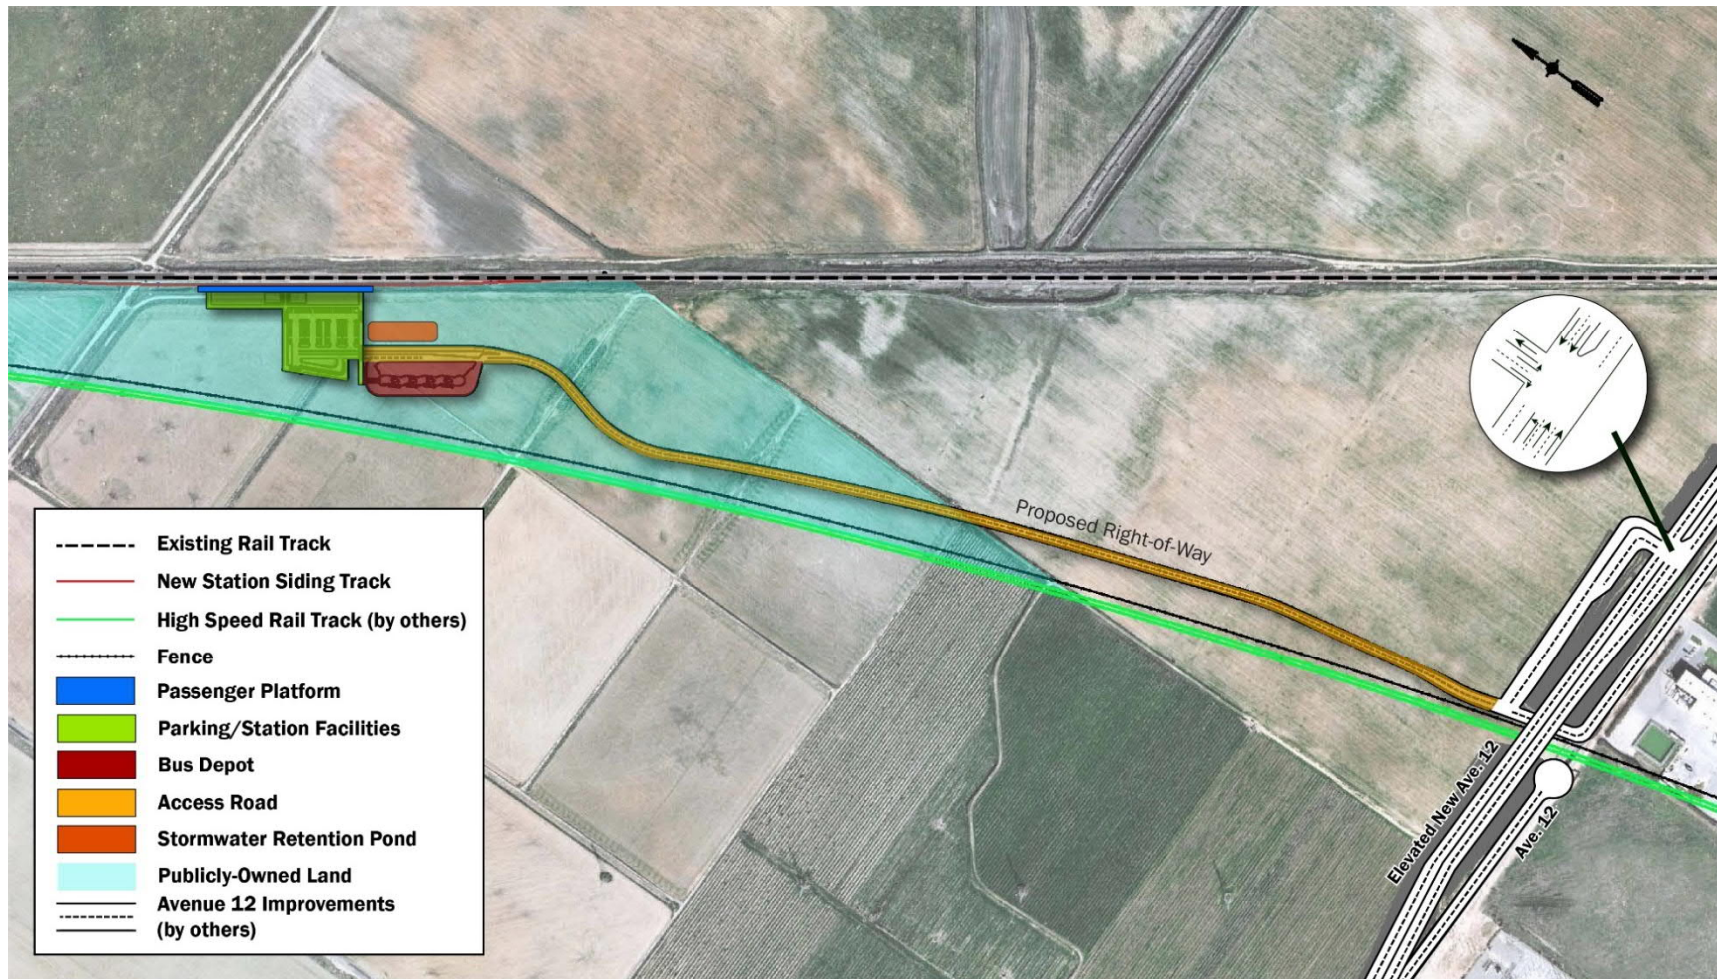 Proposed Right-of-Way
Existing Rail Track
New Station Siding Track
High Speed Rail Track (by others)
Fence
Passenger Platform
Parking/Station Facilities
Bus Depot
Access Road
Stormwater Retention Pond
Publicly-Owned Land
Avenue 12 Improvements
(by others)
Elevated New Ave. 12
Ave. 12